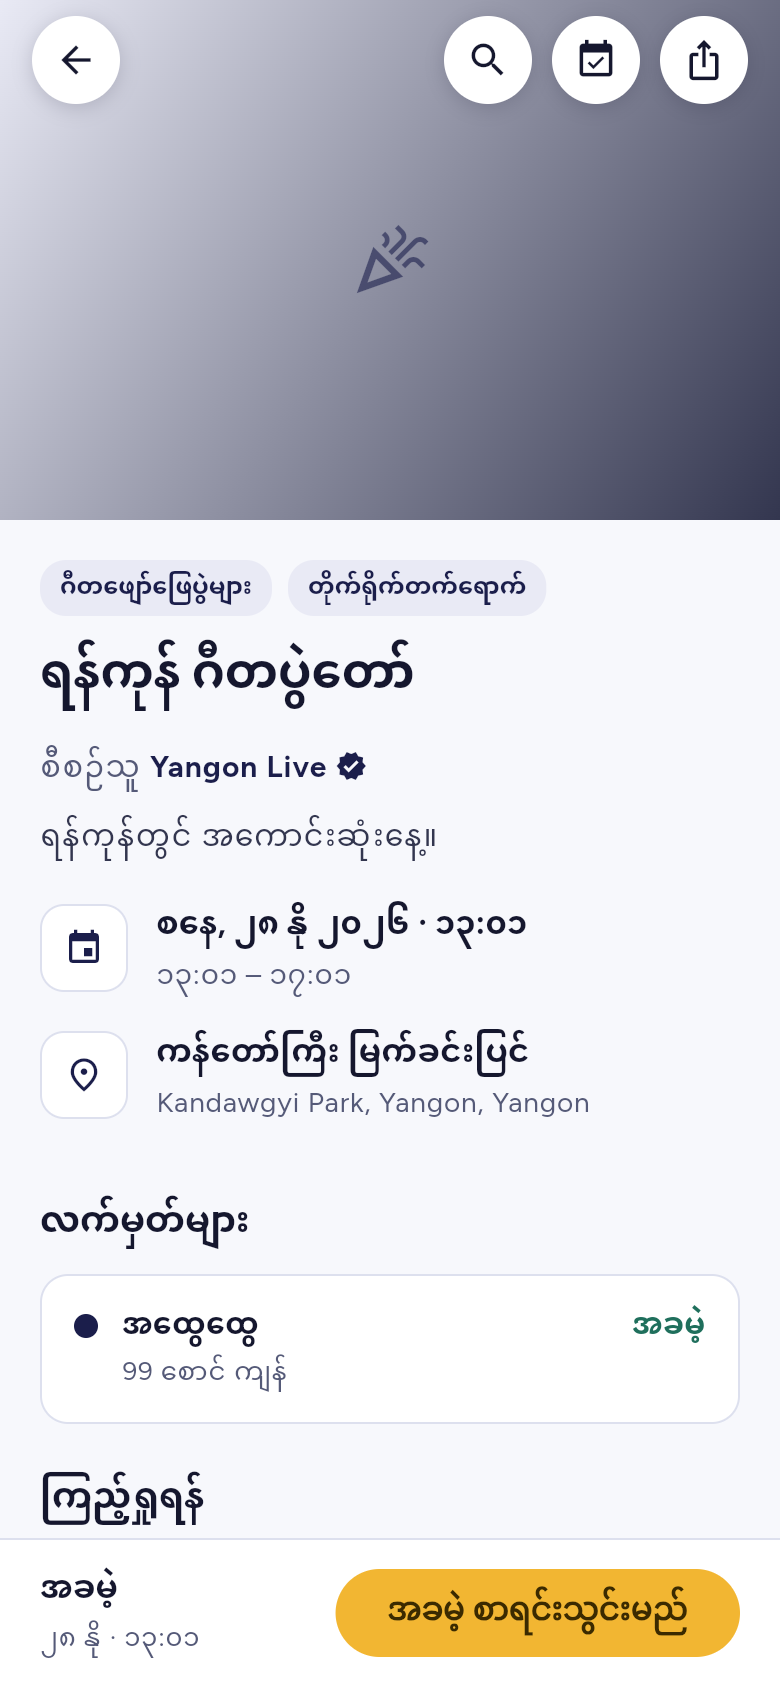 ဂီတဖျော်ဖြေပွဲများ
တိုက်ရိုက်တက်ရောက်
ရန်ကုန် ဂီတပွဲတော်
စီစဉ်သူ Yangon Live
ရန်ကုန်တွင် အကောင်းဆုံးနေ့။
စနေ, ၂၈ နို ၂၀၂၆ · ၁၃:၀၁
၁၃:၀၁ – ၁၇:၀၁
ကန်တော်ကြီး မြက်ခင်းပြင်
Kandawgyi Park, Yangon, Yangon
လက်မှတ်များ
အထွေထွေ
အခမဲ့
99 စောင် ကျန်
ကြည့်ရှုရန်
အခမဲ့
၂၈ နို · ၁၃:၀၁
အခမဲ့ စာရင်းသွင်းမည်